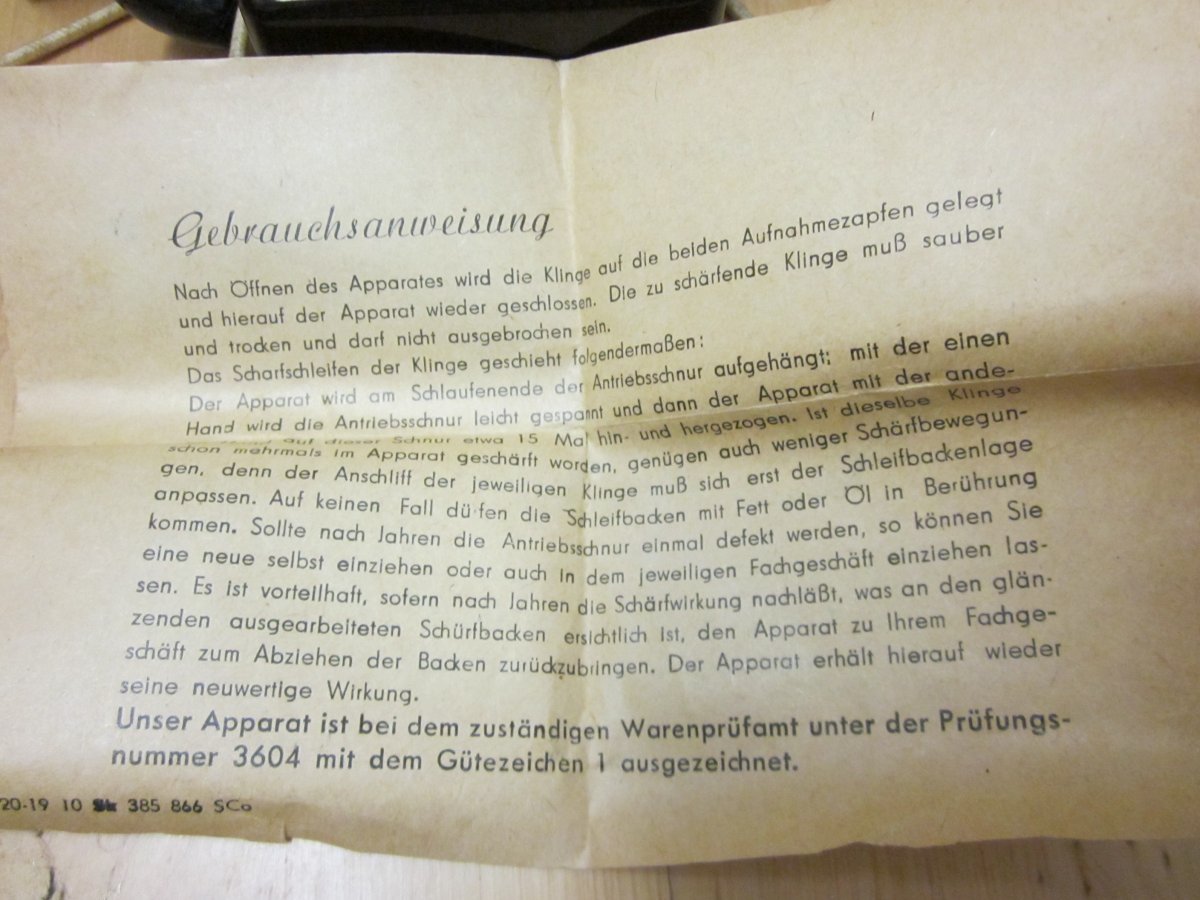 Gebrauchsanweisung
Nach Öffnen des Apparates wird die Klinge auf die beiden Aufnahmezapfen gelegt
und hierauf der Apparat wieder geschlossen. Die zu schärfende Klinge muß sauber
und trocken und darf nicht ausgebrochen sein.
Das Scharfschleifen der Klinge geschieht folgendermaßen:
Der Apparat wird am Schlaufenende der Antriebsschnur aufgehängt; mit der einen
Hand wird die Antriebsschnur leicht gespannt und dann der Apparat mit der ande-
auf dieser Schnur etwa 15 Mal hin- und hergezogen. Ist dieselbe Klinge
schon mehrmals im Apparat geschärft worden, genügen auch weniger Schärfbewegun-
gen, denn der Anschliff der jeweiligen Klinge muß sich erst der Schleifbackenlage
anpassen. Auf keinen Fall dü fen die Schleifbacken mit Fett oder Öl in Berührung
kommen. Sollte nach Jahren die Antriebsschnur einmal defekt werden, so können Sie
eine neue selbst einziehen oder auch in dem jeweiligen Fachgeschäft einziehen las-
sen. Es ist vorteilhaft, sofern nach Jahren die Schärfwirkung nachläßt, was an den glän-
zenden ausgearbeiteten Schürfbacken ersichtlich ist, den Apparat zu Ihrem Fachge-
schäft zum Abziehen der Backen zurückzubringen. Der Apparat erhält hierauf wieder
seine neuwertige Wirkung.
Unser Apparat ist bei dem zuständigen Warenprüfamt unter der Prüfungs-
nummer 3604 mit dem Gütezeichen 1 ausgezeichnet.
20-19 10 385 866 SCo